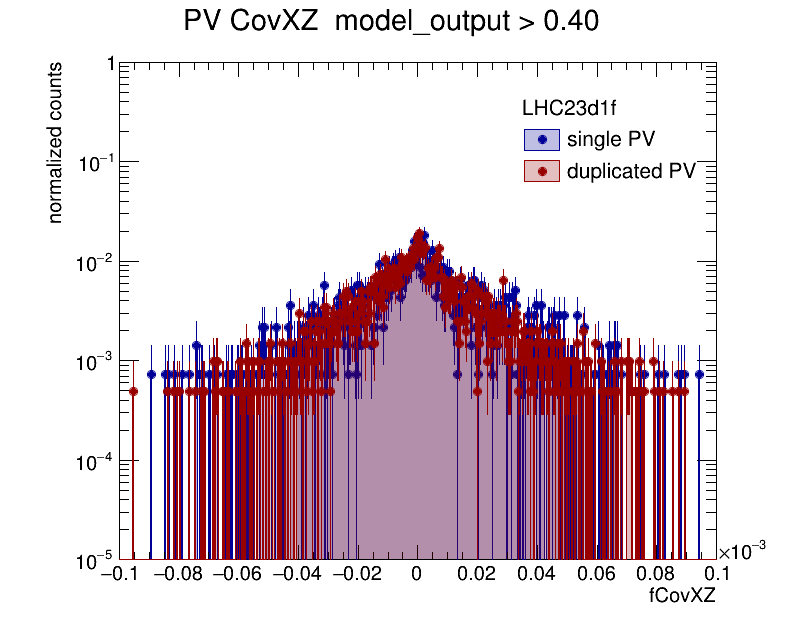 PV CovXZ  model_output > 0.40
normalized counts
1
10⁻¹
10⁻²
10⁻³
10⁻⁴
10⁻⁵
LHC23d1f
single PV
duplicated PV
−0.1 −0.08 −0.06 −0.04 −0.02 0 0.02 0.04 0.06 0.08 0.1
×10⁻³
fCovXZ